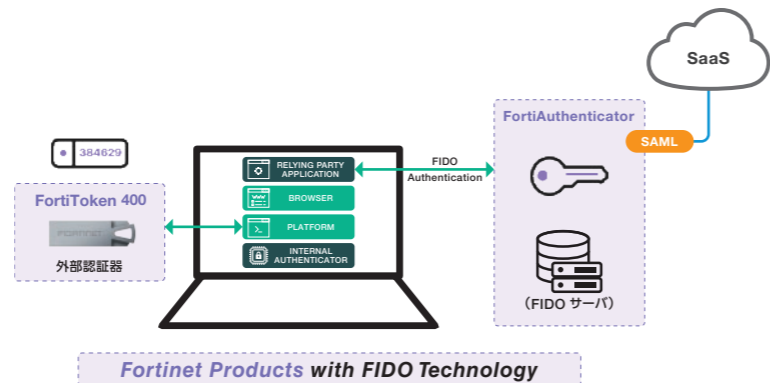 SaaS
FortiAuthenticator
SAML
384629
RELYING PARTY
APPLICATION
FIDO
Authentication
FortiToken 400
BROWSER
FORTINET
PLATFORM
外部認証器
INTERNAL
AUTHENTICATOR
（FIDO サーバ）
Fortinet Products with FIDO Technology